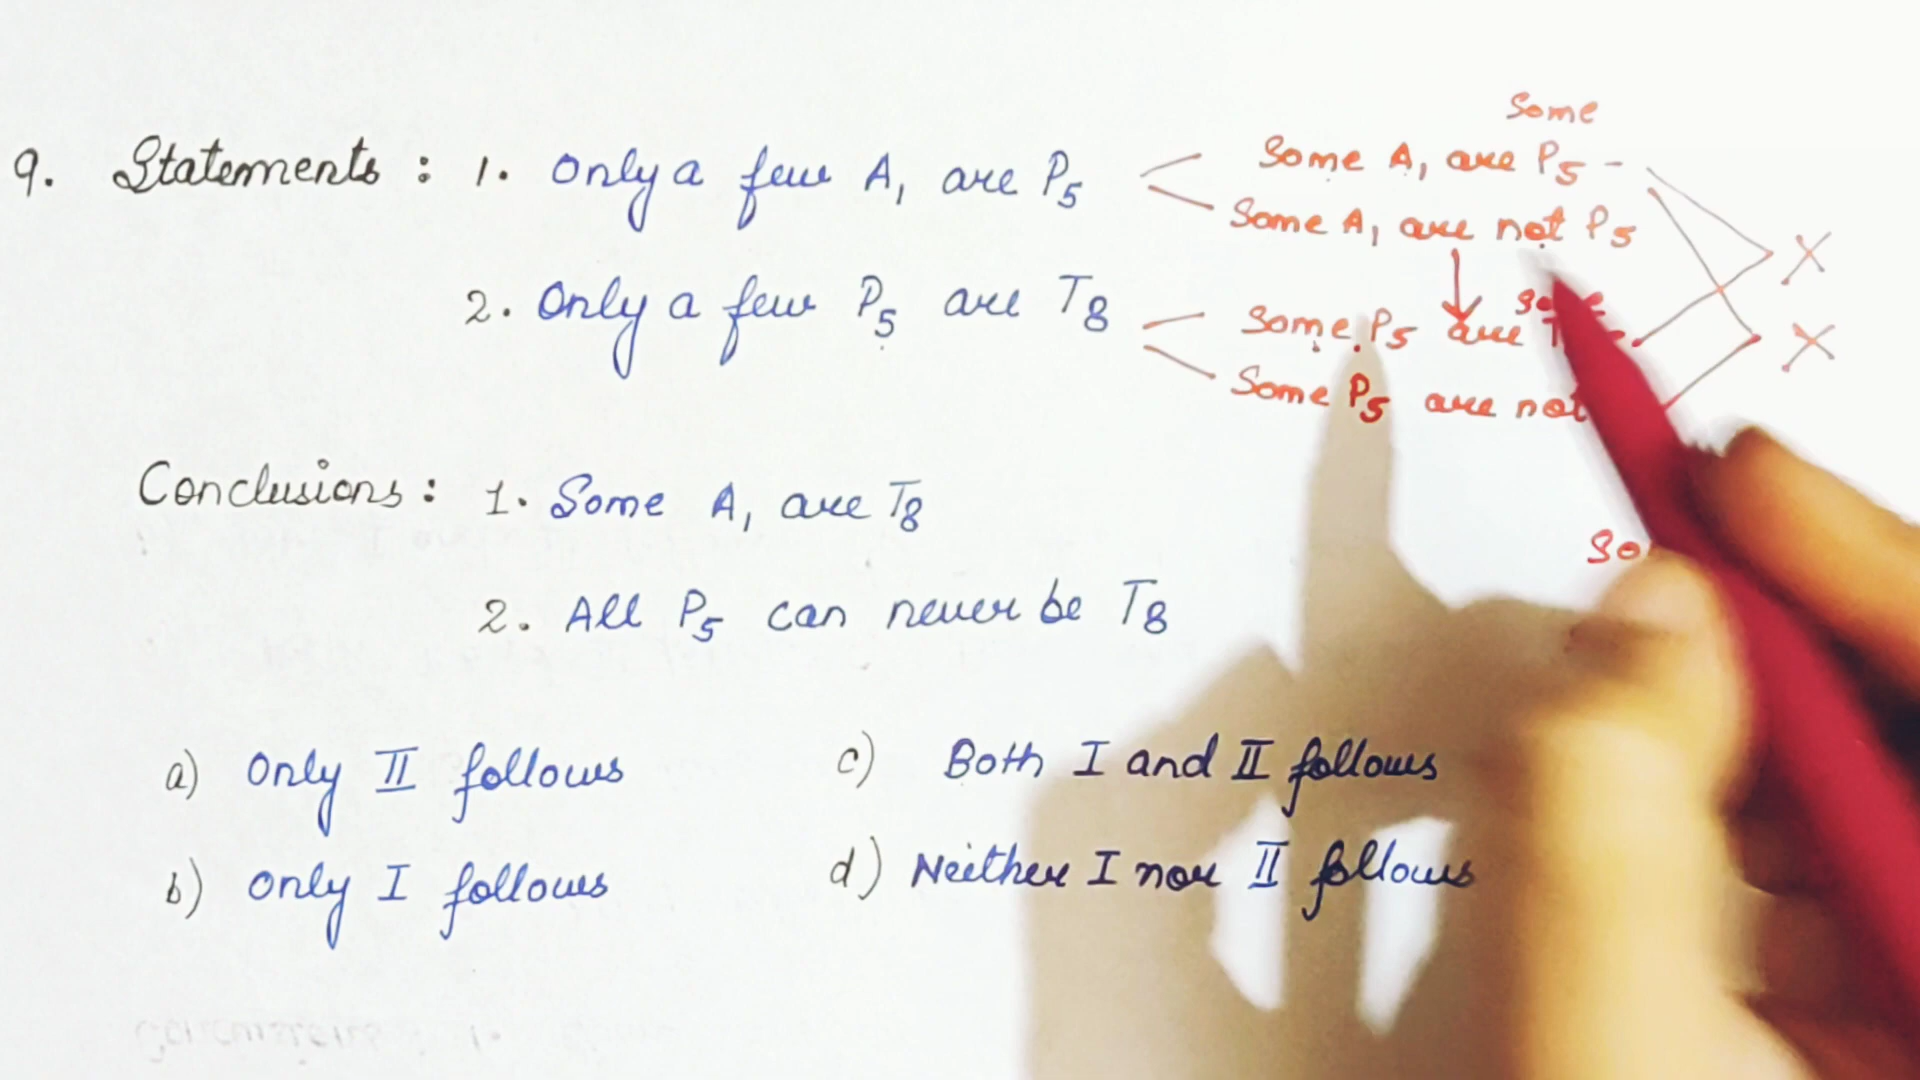 9. Statements : 1. Only a few A₁ are P₅
2. Only a few P₅ are T₈
Some
Some A₁ are P₅
Some A₁ are not P₅
Some P₅ are
Some P₅ are not
Conclusions : 1. Some A₁ are T₈
2. All P₅ can never be T₈
a) Only II follows
b) Only I follows
c) Both I and II follows
d) Neither I nor II follows